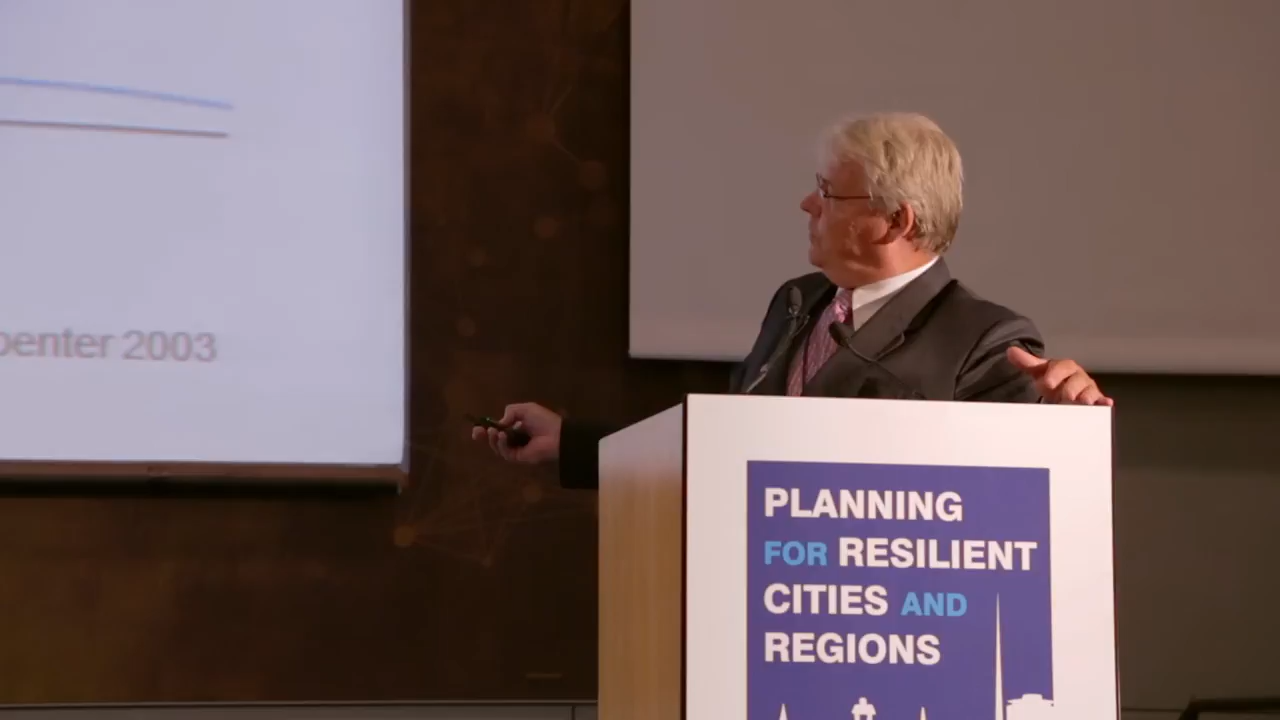 penter 2003
PLANNING
FOR RESILIENT
CITIES AND
REGIONS